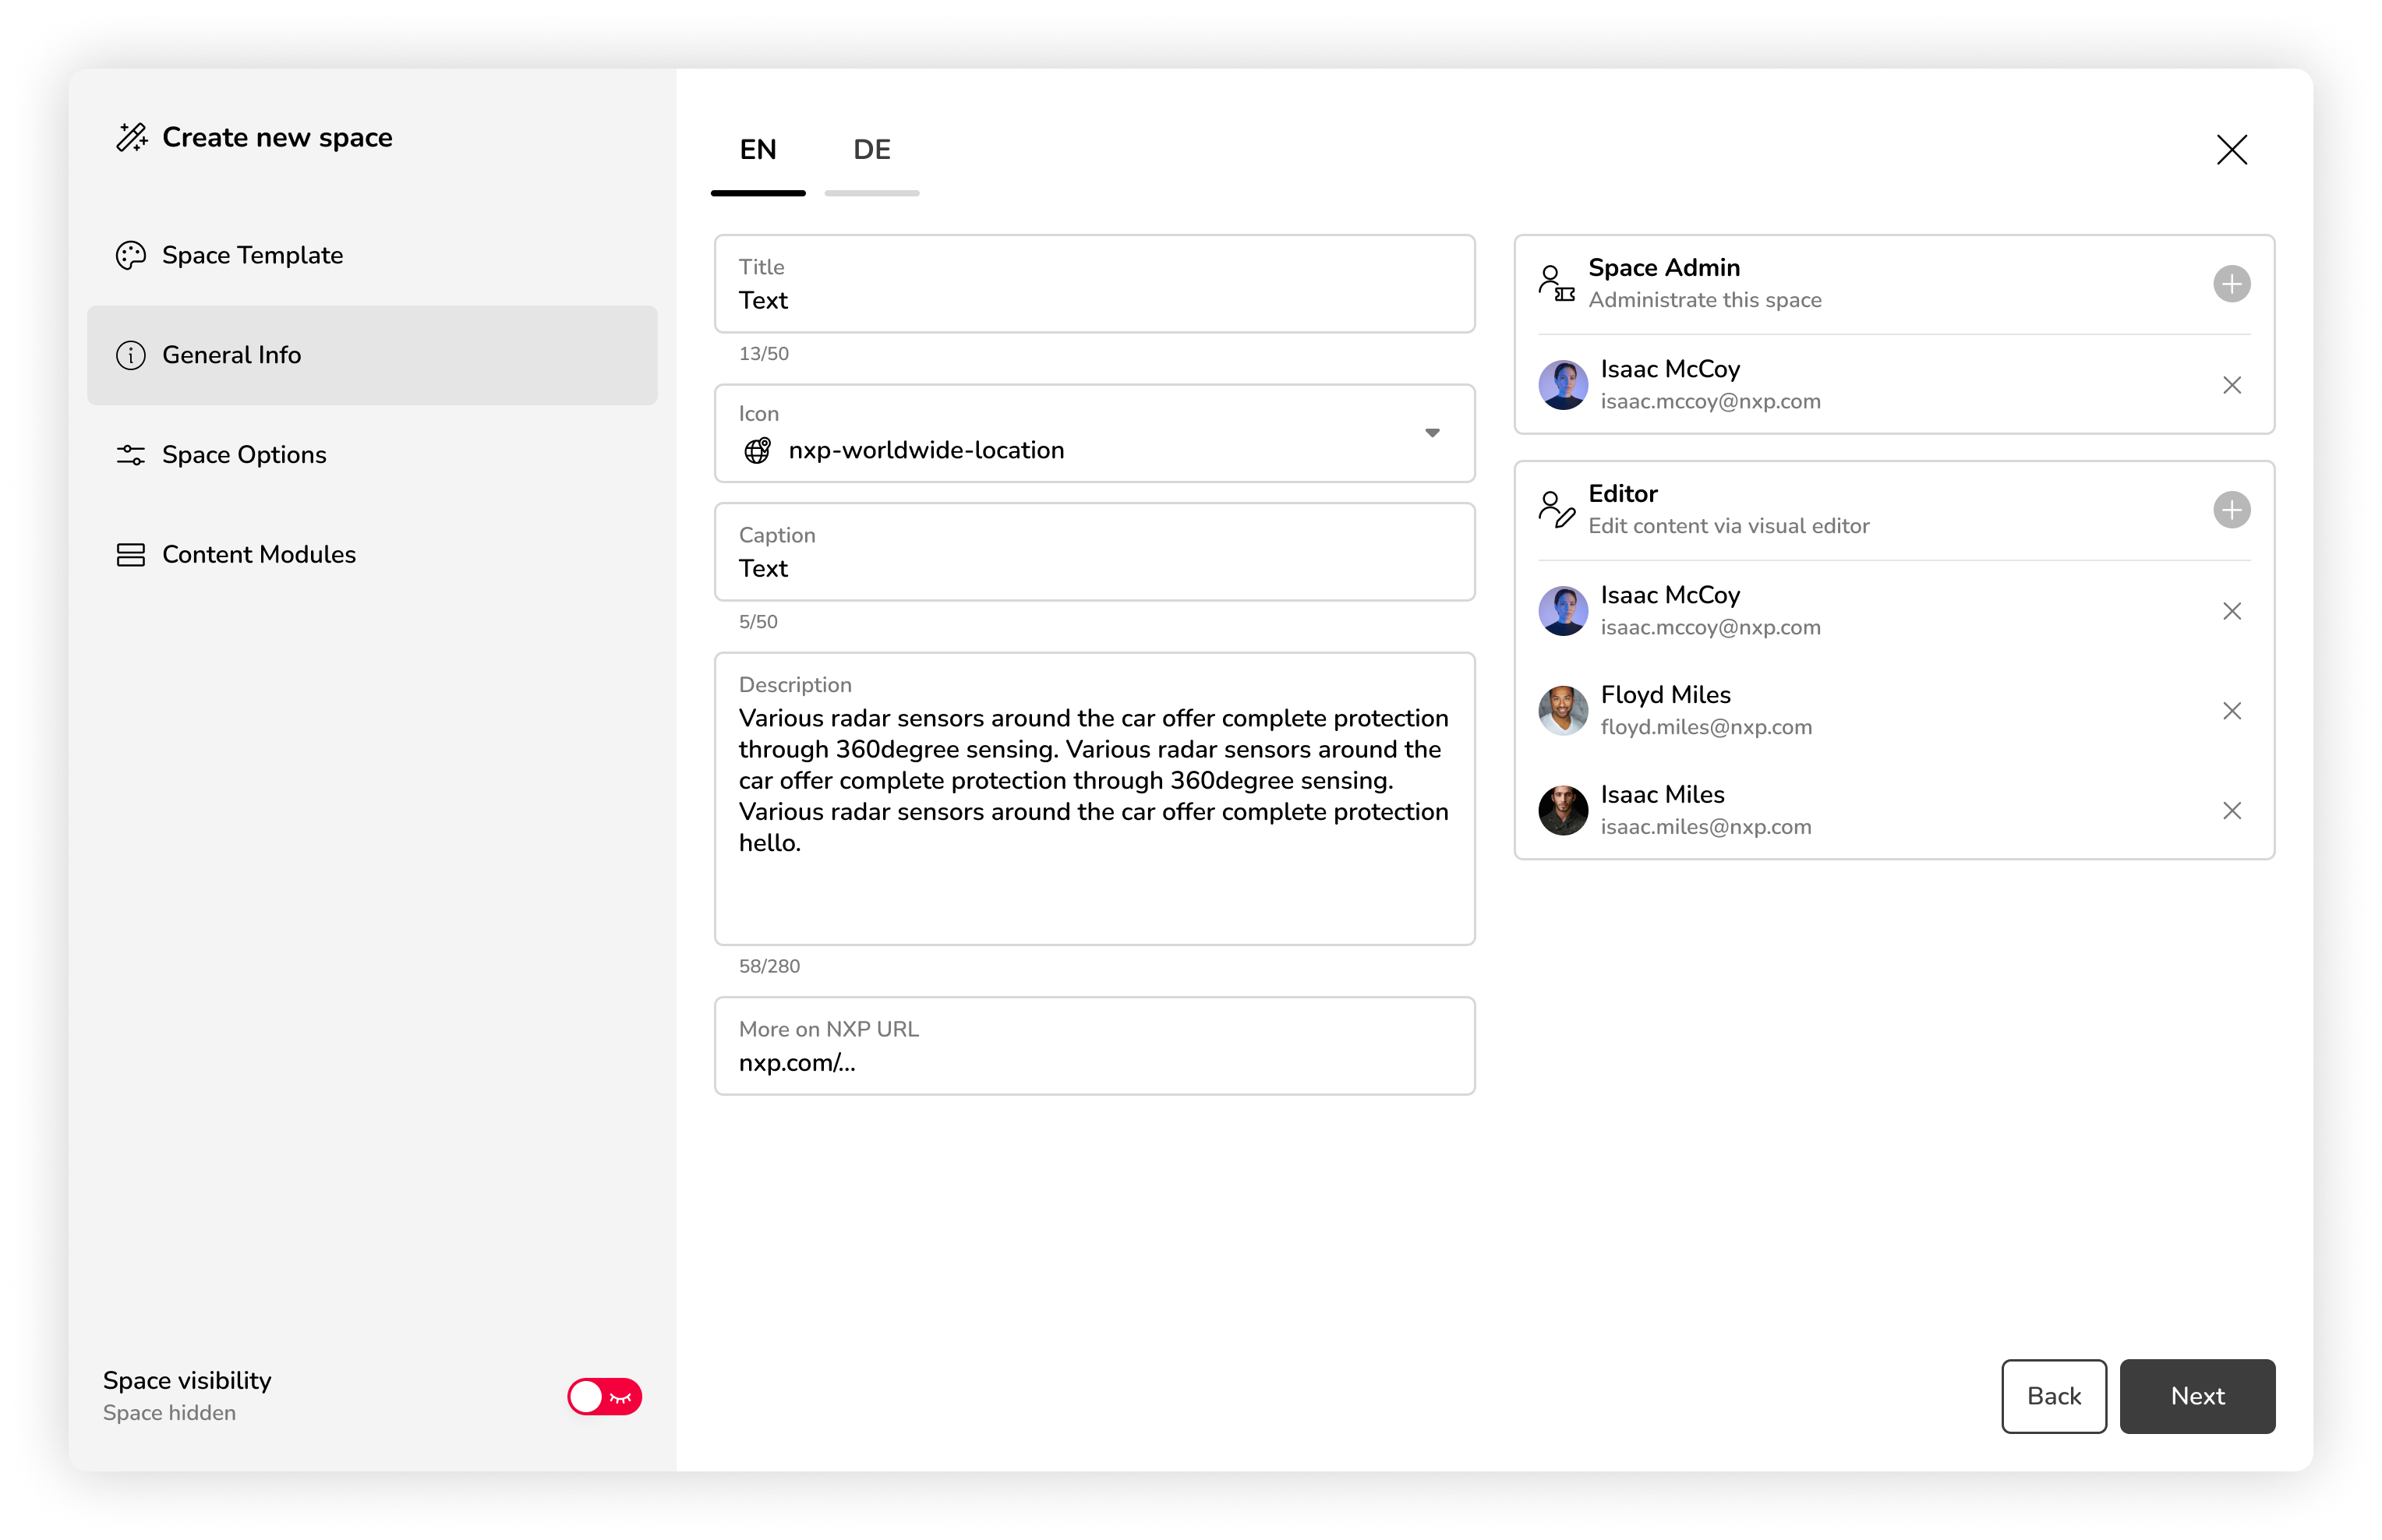 Create new space
Space Template
General Info
Space Options
Content Modules
Space visibility
Space hidden
EN
DE
Title
Text
13/50
Icon
nxp-worldwide-location
Caption
Text
5/50
Description
Various radar sensors around the car offer complete protection
through 360degree sensing. Various radar sensors around the
car offer complete protection through 360degree sensing.
Various radar sensors around the car offer complete protection
hello.
58/280
More on NXP URL
nxp.com/...
Space Admin
Administrate this space
Isaac McCoy
isaac.mccoy@nxp.com
Editor
Edit content via visual editor
Isaac McCoy
isaac.mccoy@nxp.com
Floyd Miles
floyd.miles@nxp.com
Isaac Miles
isaac.miles@nxp.com
Back
Next